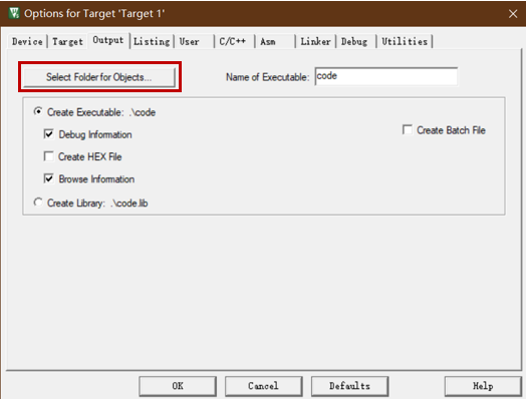 Options for Target 'Target 1'
Device Target Output Listing User C/C++ Asm Linker Debug Utilities
Select Folder for Objects... Name of Executable: code
Create Executable: .\code
Debug Information Create Batch File
Create HEX File
Browse Information
Create Library: .\code.lib
OK Cancel Defaults Help